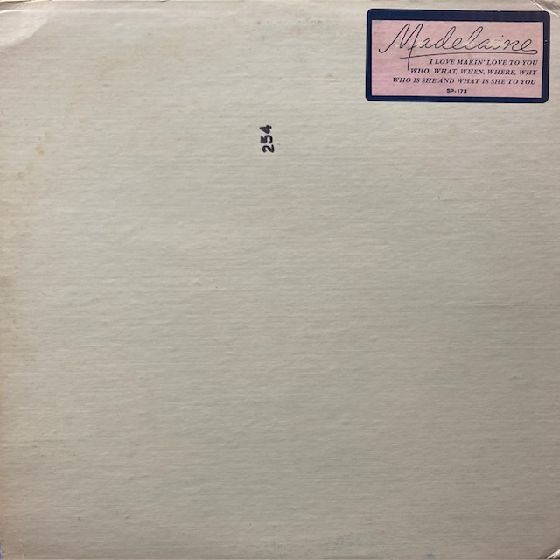 Madelaine
I LOVE MAKIN' LOVE TO YOU
WHO, WHAT, WHEN, WHERE, WHY
WHO IS SHE AND WHAT IS SHE TO YOU
SP-171
254